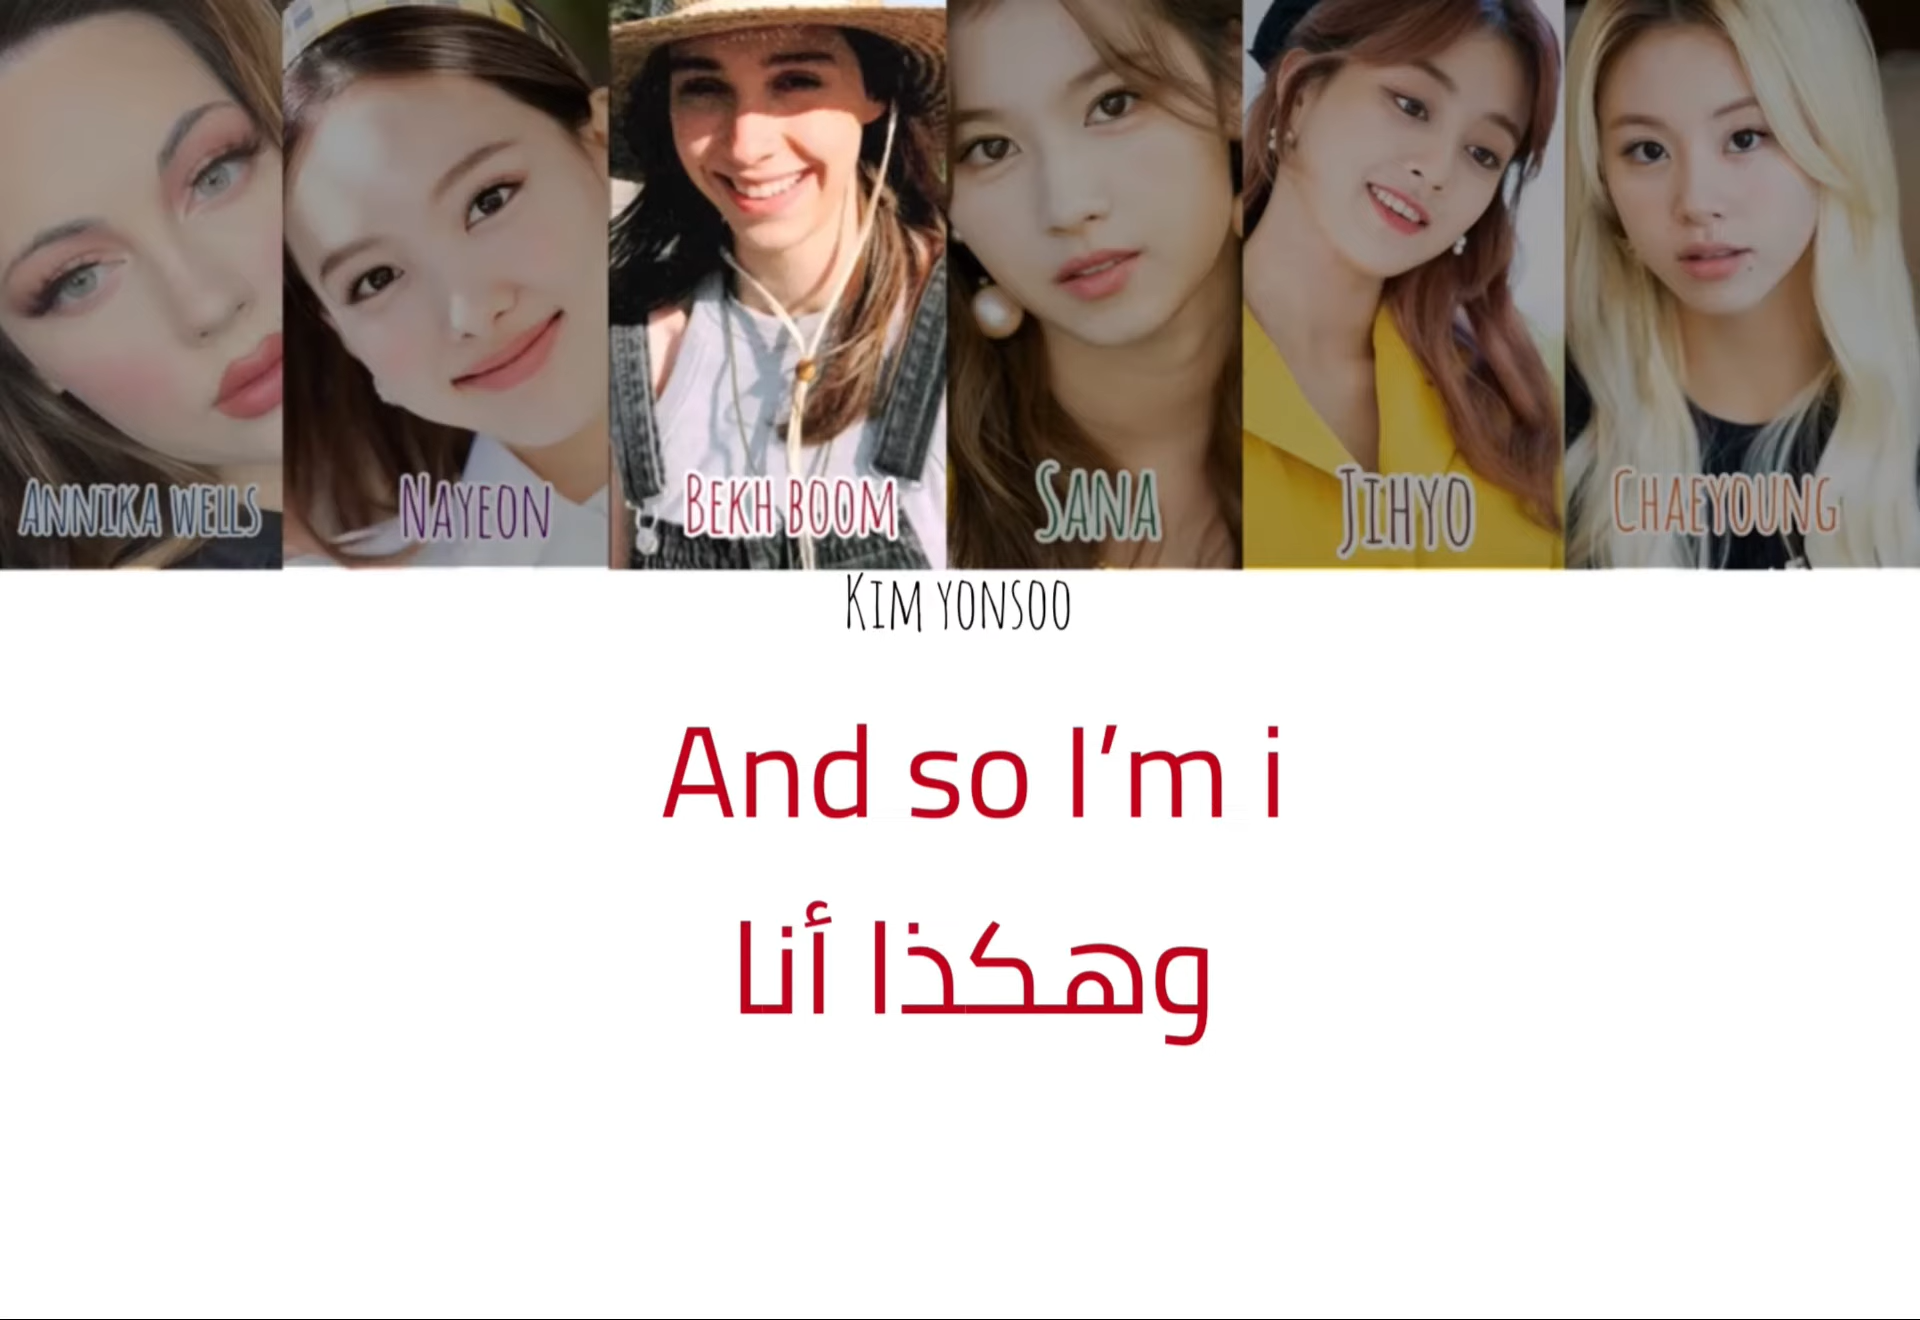 ANNIKA WELLS
NAYEON
BEKH BOOM
SANA
JIHYO
CHAEYOUNG
KIM YONSOO
And so I'm i
وهكذا أنا